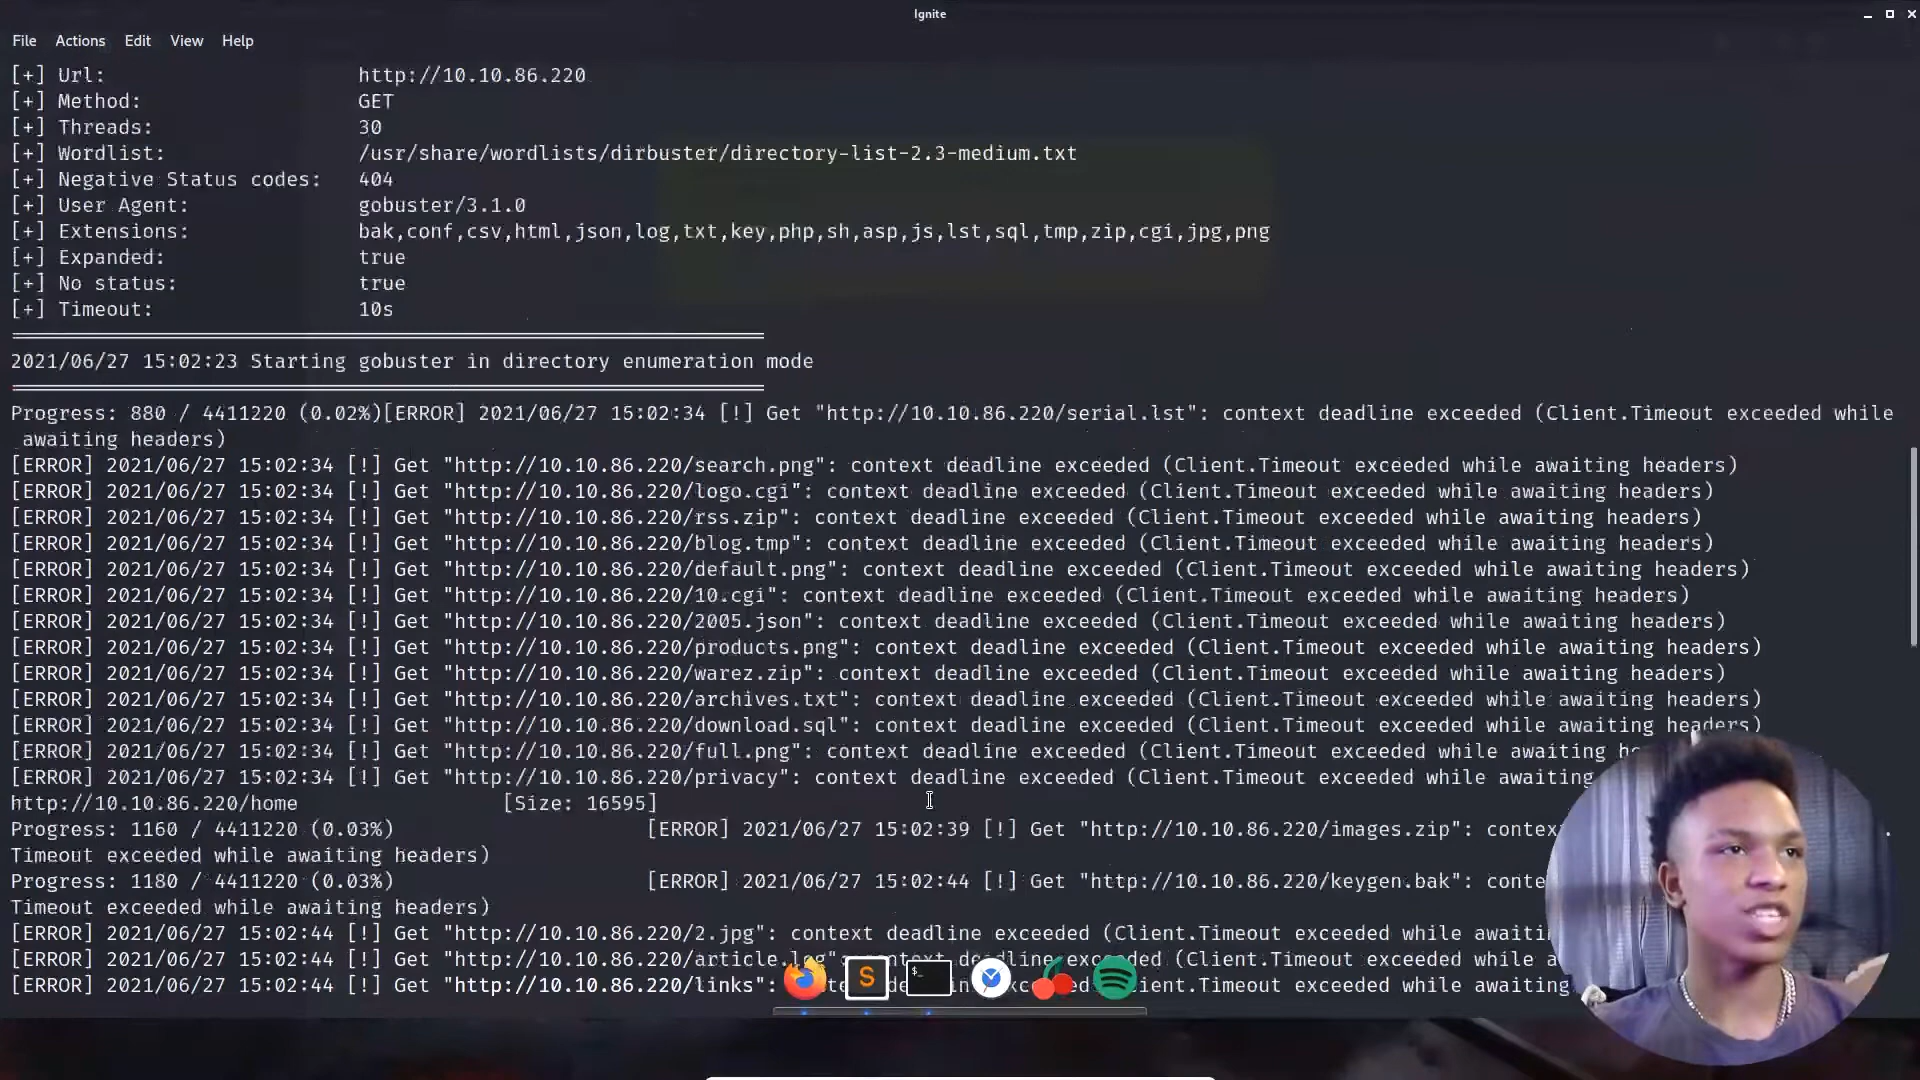 Ignite
File Actions Edit View Help
[+] Url: http://10.10.86.220
[+] Method: GET
[+] Threads: 30
[+] Wordlist: /usr/share/wordlists/dirbuster/directory-list-2.3-medium.txt
[+] Negative Status codes: 404
[+] User Agent: gobuster/3.1.0
[+] Extensions: bak,conf,csv,html,json,log,txt,key,php,sh,asp,js,lst,sql,tmp,zip,cgi,jpg,png
[+] Expanded: true
[+] No status: true
[+] Timeout: 10s
2021/06/27 15:02:23 Starting gobuster in directory enumeration mode
Progress: 880 / 4411220 (0.02%)[ERROR] 2021/06/27 15:02:34 [!] Get "http://10.10.86.220/serial.lst": context deadline exceeded (Client.Timeout exceeded while
awaiting headers)
[ERROR] 2021/06/27 15:02:34 [!] Get "http://10.10.86.220/search.png": context deadline exceeded (Client.Timeout exceeded while awaiting headers)
[ERROR] 2021/06/27 15:02:34 [!] Get "http://10.10.86.220/logo.cgi": context deadline exceeded (Client.Timeout exceeded while awaiting headers)
[ERROR] 2021/06/27 15:02:34 [!] Get "http://10.10.86.220/rss.zip": context deadline exceeded (Client.Timeout exceeded while awaiting headers)
[ERROR] 2021/06/27 15:02:34 [!] Get "http://10.10.86.220/blog.tmp": context deadline exceeded (Client.Timeout exceeded while awaiting headers)
[ERROR] 2021/06/27 15:02:34 [!] Get "http://10.10.86.220/default.png": context deadline exceeded (Client.Timeout exceeded while awaiting headers)
[ERROR] 2021/06/27 15:02:34 [!] Get "http://10.10.86.220/10.cgi": context deadline exceeded (Client.Timeout exceeded while awaiting headers)
[ERROR] 2021/06/27 15:02:34 [!] Get "http://10.10.86.220/2005.json": context deadline exceeded (Client.Timeout exceeded while awaiting headers)
[ERROR] 2021/06/27 15:02:34 [!] Get "http://10.10.86.220/products.png": context deadline exceeded (Client.Timeout exceeded while awaiting headers)
[ERROR] 2021/06/27 15:02:34 [!] Get "http://10.10.86.220/warez.zip": context deadline exceeded (Client.Timeout exceeded while awaiting headers)
[ERROR] 2021/06/27 15:02:34 [!] Get "http://10.10.86.220/archives.txt": context deadline exceeded (Client.Timeout exceeded while awaiting headers)
[ERROR] 2021/06/27 15:02:34 [!] Get "http://10.10.86.220/download.sql": context deadline exceeded (Client.Timeout exceeded while awaiting headers)
[ERROR] 2021/06/27 15:02:34 [!] Get "http://10.10.86.220/full.png": context deadline exceeded (Client.Timeout exceeded while awaiting
[ERROR] 2021/06/27 15:02:34 [!] Get "http://10.10.86.220/privacy": context deadline exceeded (Client.Timeout exceeded while awaiting
http://10.10.86.220/home [Size: 16595]
Progress: 1160 / 4411220 (0.03%) [ERROR] 2021/06/27 15:02:39 [!] Get "http://10.10.86.220/images.zip":
Timeout exceeded while awaiting headers)
Progress: 1180 / 4411220 (0.03%) [ERROR] 2021/06/27 15:02:44 [!] Get "http://10.10.86.220/keygen.bak":
Timeout exceeded while awaiting headers)
[ERROR] 2021/06/27 15:02:44 [!] Get "http://10.10.86.220/2.jpg": context deadline exceeded (Client.Timeout exceeded while
[ERROR] 2021/06/27 15:02:44 [!] Get "http://10.10.86.220/article.log": context deadline exceeded (Client.Timeout exceeded while
[ERROR] 2021/06/27 15:02:44 [!] Get "http://10.10.86.220/links": ient.Timeout exceeded while awaiting